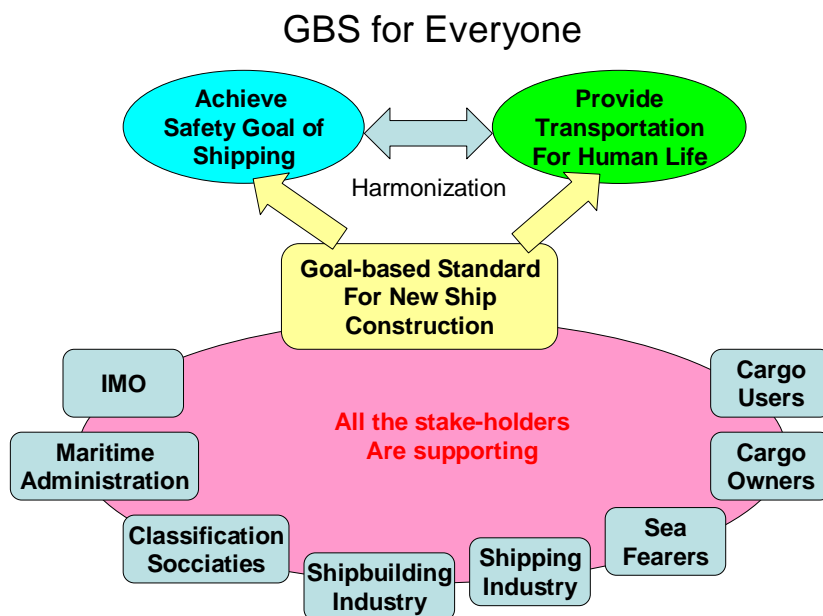 GBS for Everyone
Achieve
Safety Goal of
Shipping
Provide
Transportation
For Human Life
Harmonization
Goal-based Standard
For New Ship
Construction
IMO
Cargo
Users
All the stake-holders
Are supporting
Maritime
Administration
Cargo
Owners
Classification
Socciaties
Sea
Fearers
Shipbuilding
Industry
Shipping
Industry